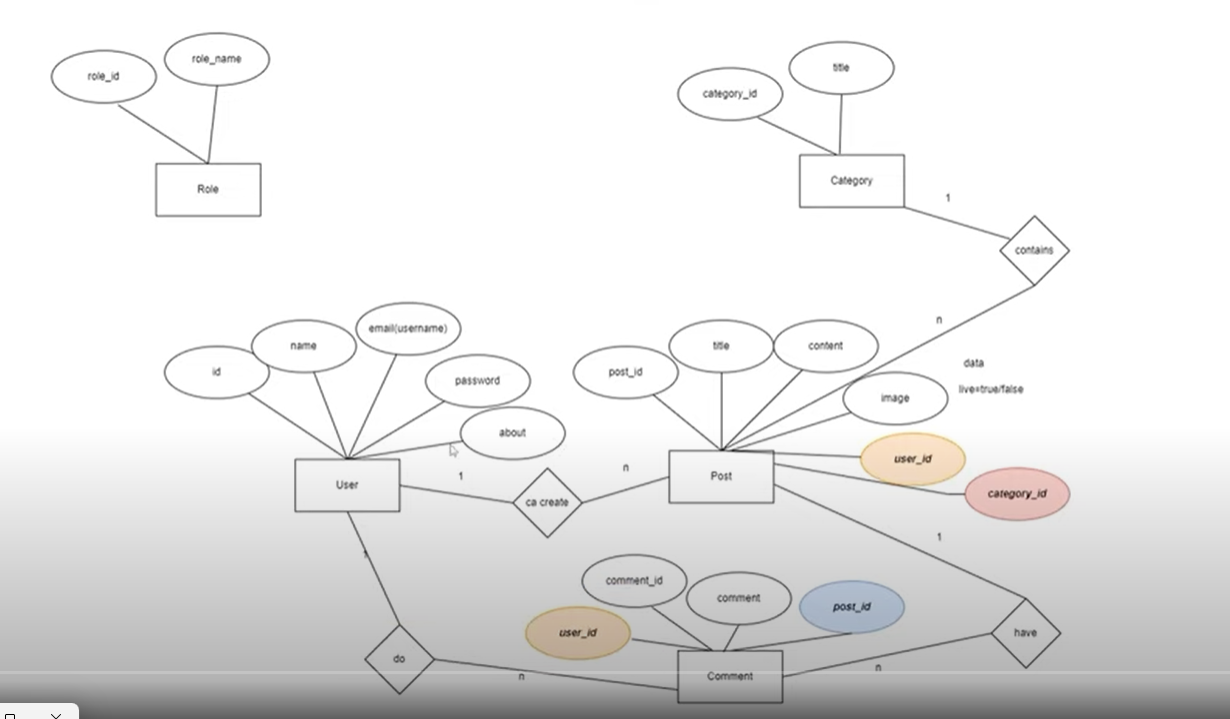 role_id
role_name
Role
category_id
title
Category
1
contains
n
id
name
email(username)
password
about
User
1
ca create
n
post_id
title
content
image
data
live=true/false
user_id
category_id
Post
1
1
do
n
user_id
comment_id
comment
post_id
Comment
n
have